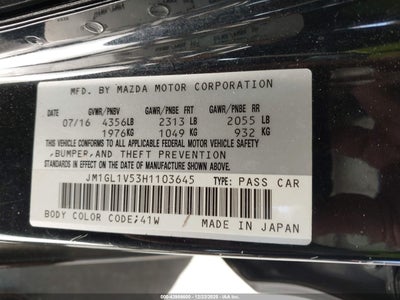 MFD. BY MAZDA MOTOR CORPORATION
GVWR/PNBV GAWR/PNBE FRT GAWR/PNBE RR
07/16 4356LB 2313 LB 2055 LB
1976KG 1049 KG 932 KG
THIS VEHICLE CONFORMS TO ALL APPLICABLE FEDERAL MOTOR VEHICLE SAFETY,
BUMPER, AND THEFT PREVENTION
STANDARDS IN EFFECT ON THE DATE OF MANUFACTURE SHOWN ABOVE.
JM1GL1V53H1103645 TYPE: PASS CAR
BODY COLOR CODE;41W MADE IN JAPAN